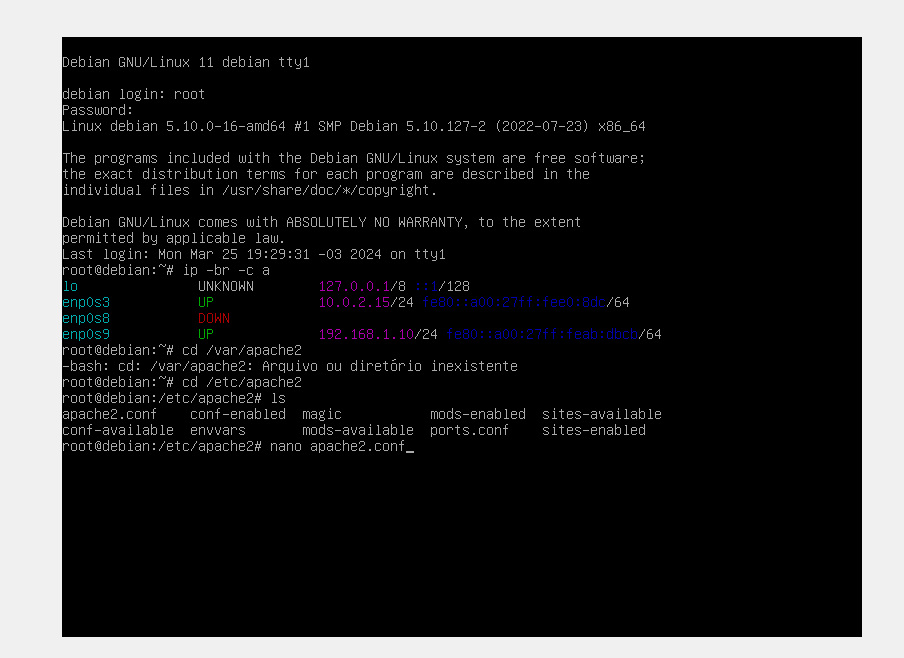 Debian GNU/Linux 11 debian tty1
debian login: root
Password:
Linux debian 5.10.0-16-amd64 #1 SMP Debian 5.10.127-2 (2022-07-23) x86_64
The programs included with the Debian GNU/Linux system are free software;
the exact distribution terms for each program are described in the
individual files in /usr/share/doc/*/copyright.
Debian GNU/Linux comes with ABSOLUTELY NO WARRANTY, to the extent
permitted by applicable law.
Last login: Mon Mar 25 19:29:31 -03 2024 on tty1
root@debian:~# ip -br -c a
lo UNKNOWN 127.0.0.1/8 ::1/128
enp0s3 UP 10.0.2.15/24 fe80::a00:27ff:fee0:8dc/64
enp0s8 DOWN
enp0s9 UP 192.168.1.10/24 fe80::a00:27ff:feab:dbcb/64
root@debian:~# cd /var/apache2
-bash: cd: /var/apache2: Arquivo ou diretório inexistente
root@debian:~# cd /etc/apache2
root@debian:/etc/apache2# ls
apache2.conf conf-enabled magic mods-enabled sites-available
conf-available envvars mods-available ports.conf sites-enabled
root@debian:/etc/apache2# nano apache2.conf_